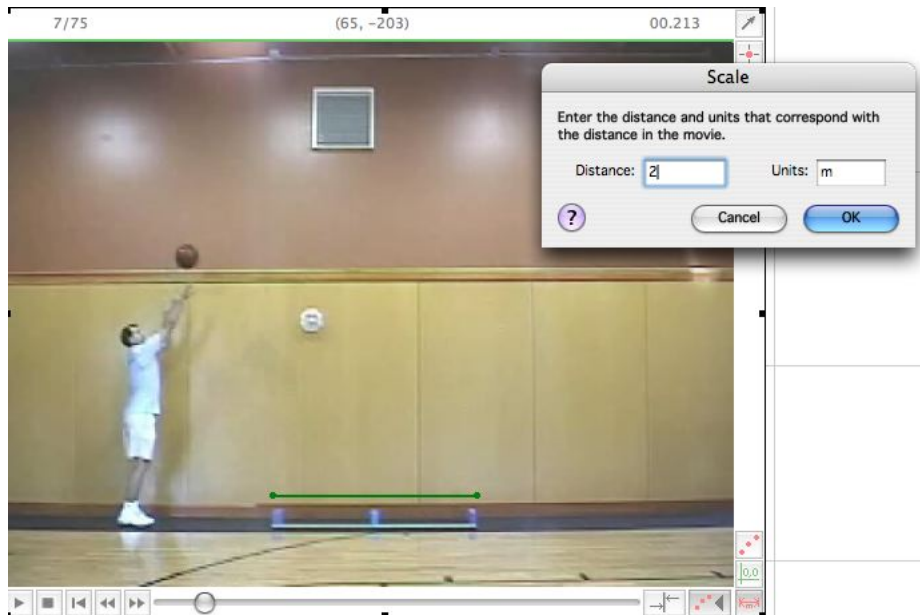 7/75 (65, -203) 00.213
Scale
Enter the distance and units that correspond with
the distance in the movie.
Distance: 2 Units: m
? Cancel OK
0,0
m